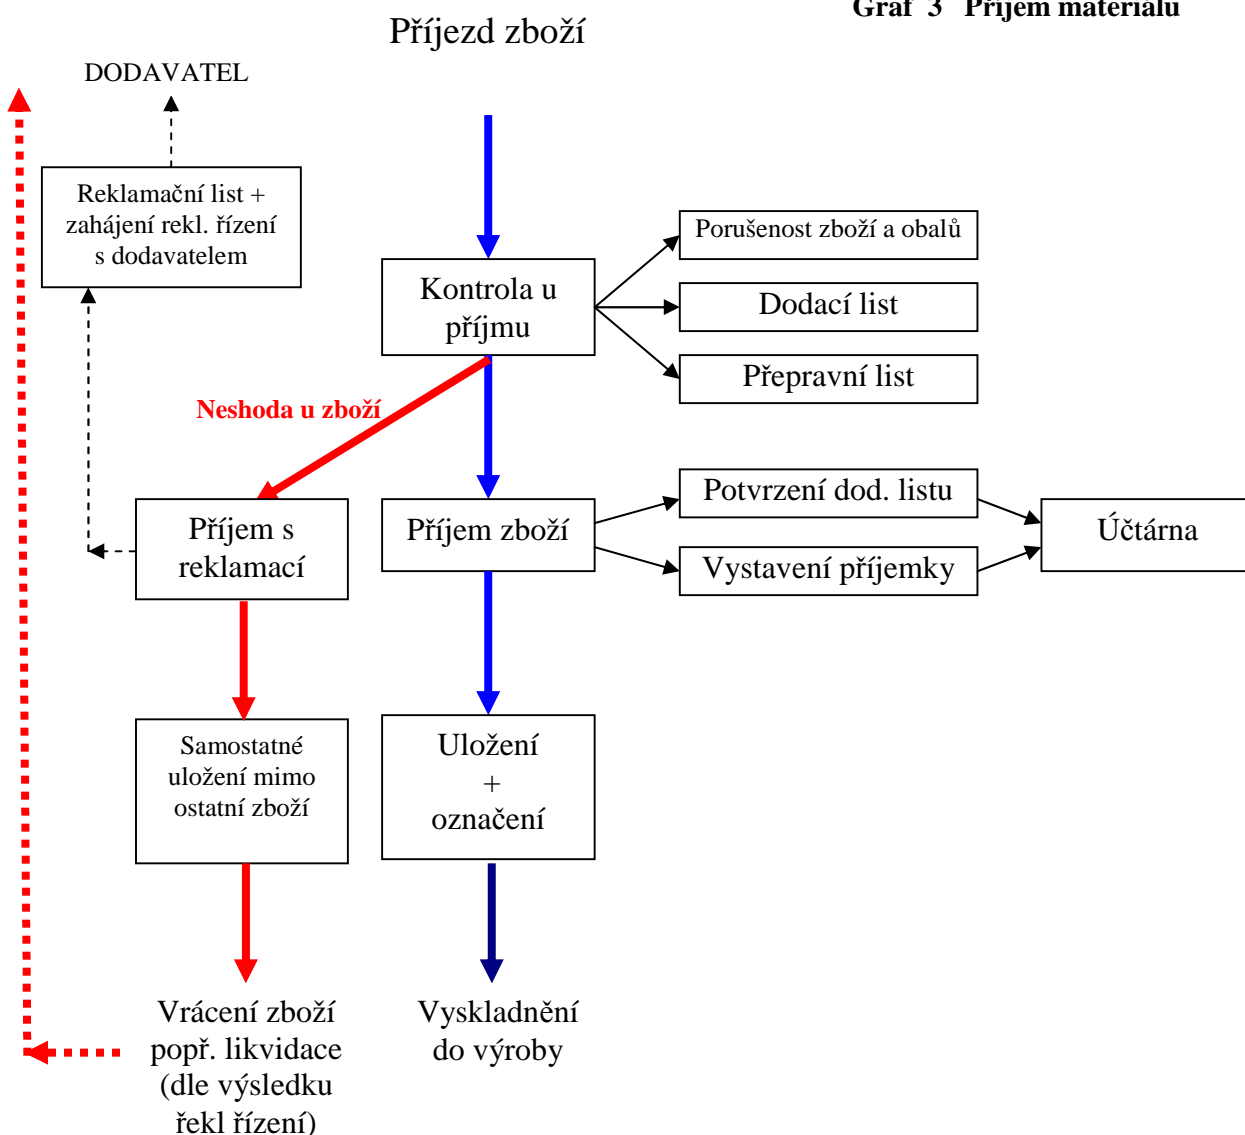 Graf 3 Příjem materiálu
Příjezd zboží
DODAVATEL
Reklamační list +
zahájení rekl. řízení
s dodavatelem
Porušenost zboží a obalů
Kontrola u
příjmu
Dodací list
Přepravní list
Neshoda u zboží
Příjem s
reklamací
Příjem zboží
Potvrzení dod. listu
Vystavení příjemky
Účtárna
Samostatné
uložení mimo
ostatní zboží
Uložení
+
označení
Vrácení zboží
popř. likvidace
(dle výsledku
řekl řízení)
Vyskladnění
do výroby